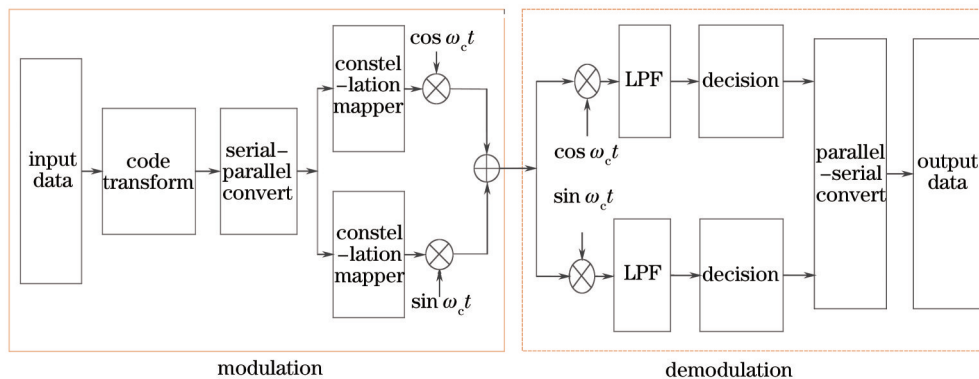 input
data
code
transform
serial–
parallel
convert
constel
–lation
mapper
cos ω_c t
constel
–lation
mapper
sin ω_c t
cos ω_c t
sin ω_c t
LPF
decision
LPF
decision
parallel
–serial
convert
output
data
modulation
demodulation